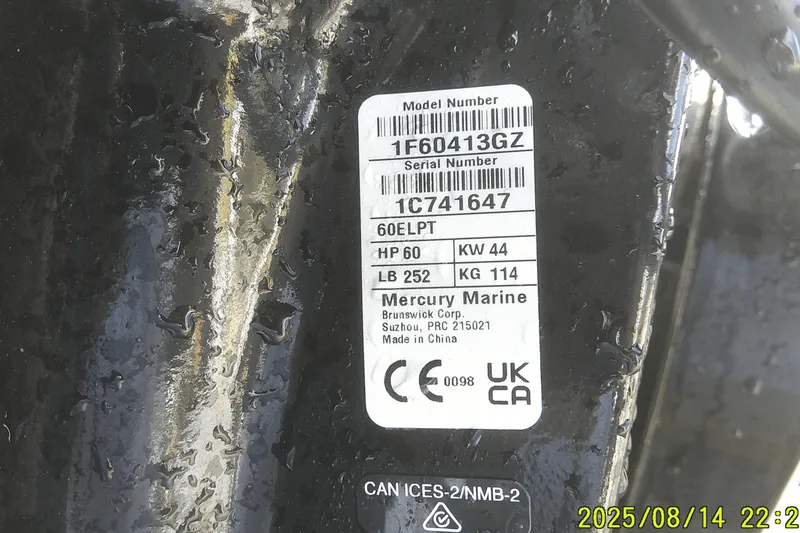 Model Number
1F60413GZ
Serial Number
1C741647
60ELPT
HP 60 KW 44
LB 252 KG 114
Mercury Marine
Brunswick Corp.
Suzhou, PRC 215021
Made in China
CE 0098 UK
CA
CAN ICES-2/NMB-2
2025/08/14 22:2